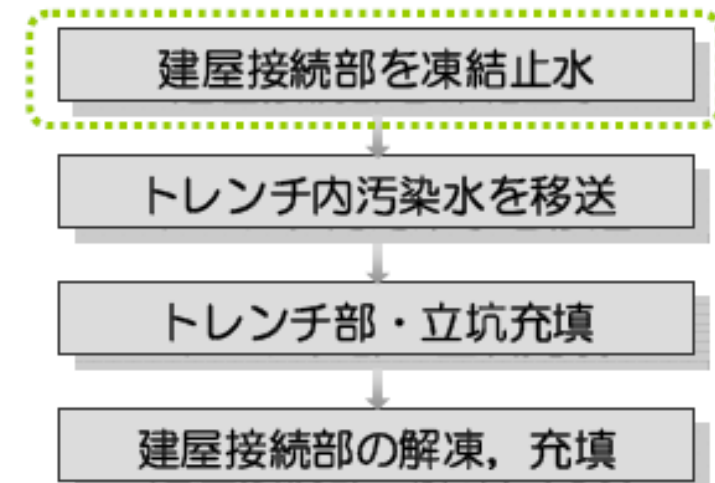 建屋接続部を凍結止水
トレンチ内汚染水を移送
トレンチ部・立坑充填
建屋接続部の解凍，充填